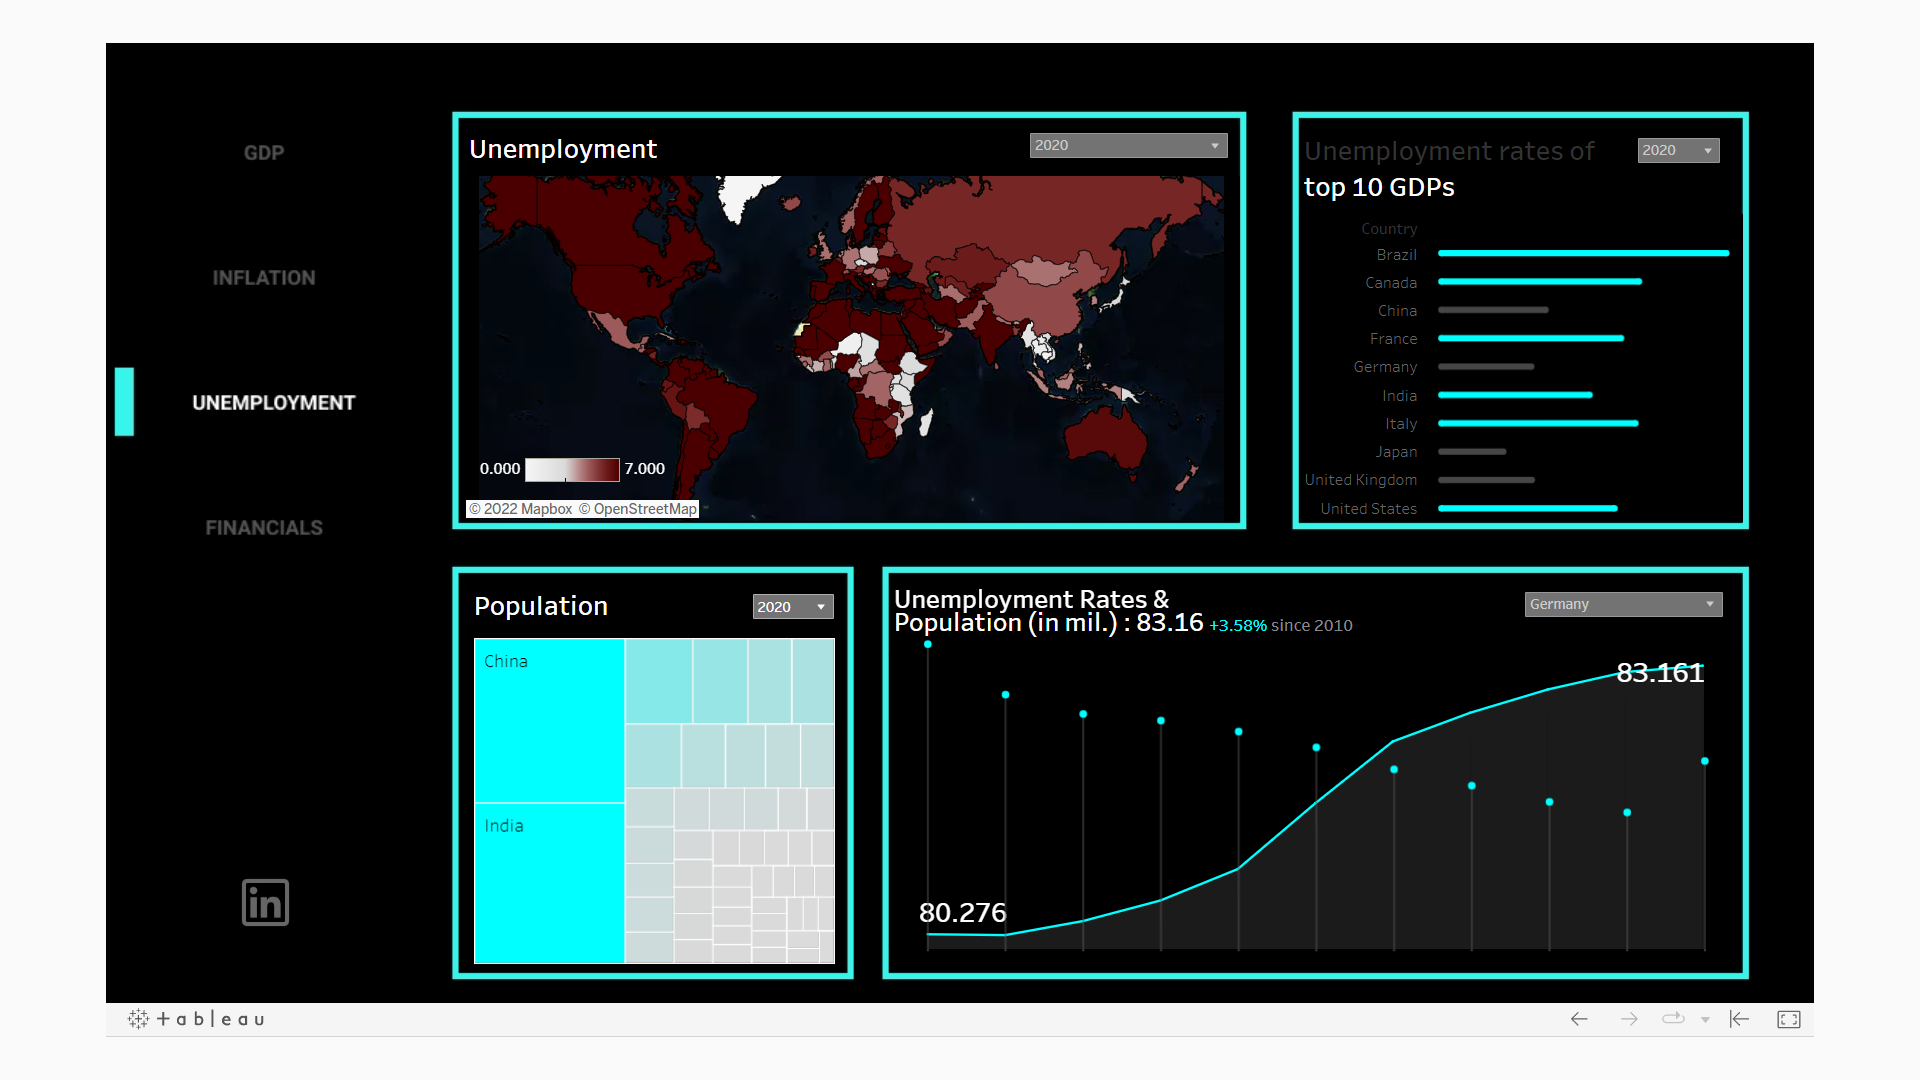 GDP
INFLATION
UNEMPLOYMENT
FINANCIALS
Unemployment
2020
0.000
7.000
© 2022 Mapbox © OpenStreetMap
Unemployment rates of
2020
top 10 GDPs
Country
Brazil
Canada
China
France
Germany
India
Italy
Japan
United Kingdom
United States
Population
2020
China
India
Unemployment Rates &
Population (in mil.) : 83.16 +3.58% since 2010
Germany
83.161
80.276
in
+ableau